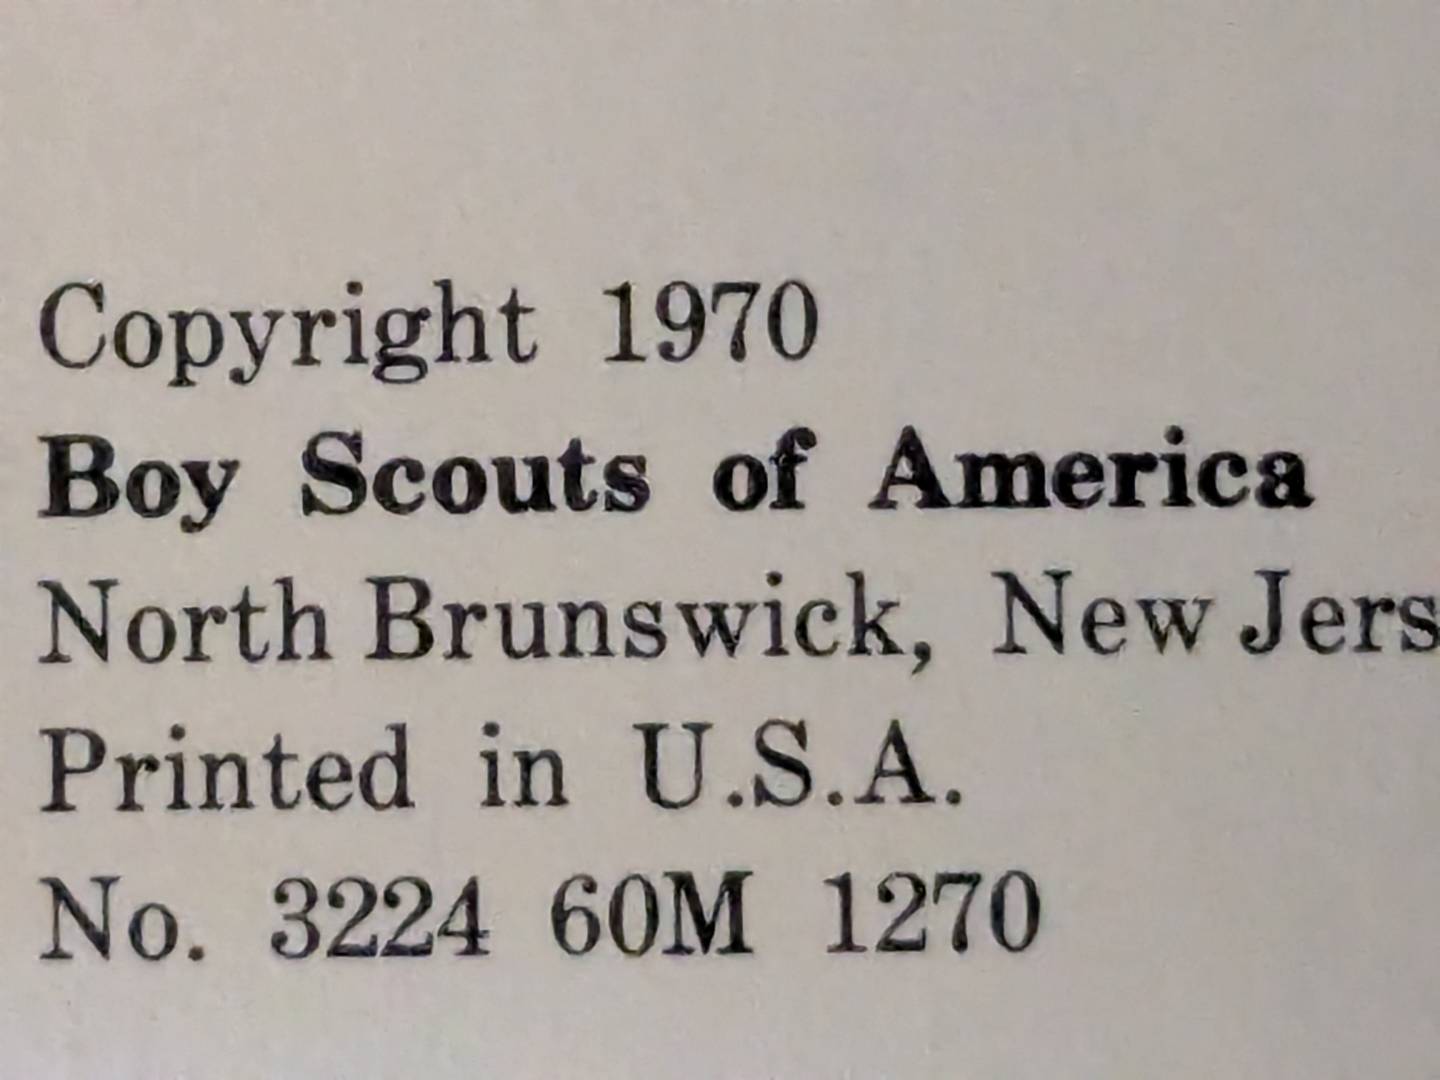 Copyright 1970
Boy Scouts of America
North Brunswick, New Jers
Printed in U.S.A.
No. 3224 60M 1270